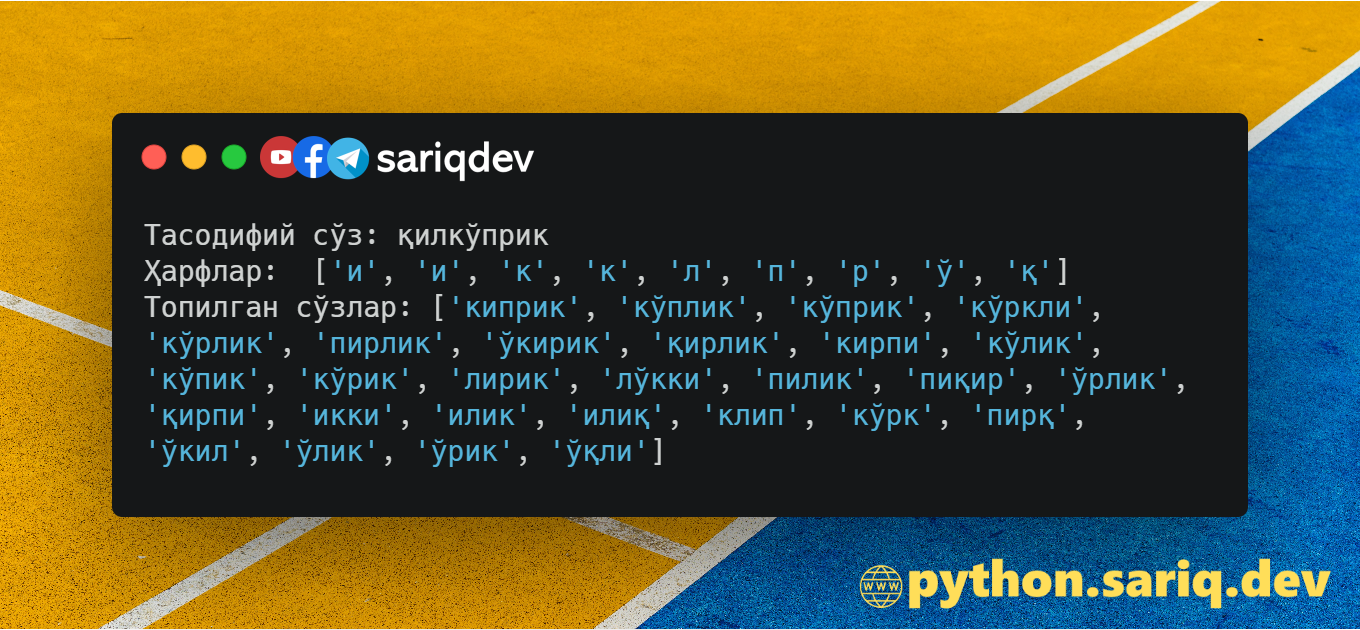 sariqdev
Тасодифий сўз: қилкўприк
Ҳарфлар:  ['и', 'и', 'к', 'к', 'л', 'п', 'р', 'ў', 'қ']
Топилган сўзлар: ['киприк', 'кўплик', 'кўприк', 'кўркли',
'кўрлик', 'пирлик', 'ўкирик', 'қирлик', 'кирпи', 'кўлик',
'кўпик', 'кўрик', 'лирик', 'лўкки', 'пилик', 'пиқир', 'ўрлик',
'қирпи', 'икки', 'илик', 'илиқ', 'клип', 'кўрк', 'пирқ',
'ўкил', 'ўлик', 'ўрик', 'ўқли']
www python.sariq.dev